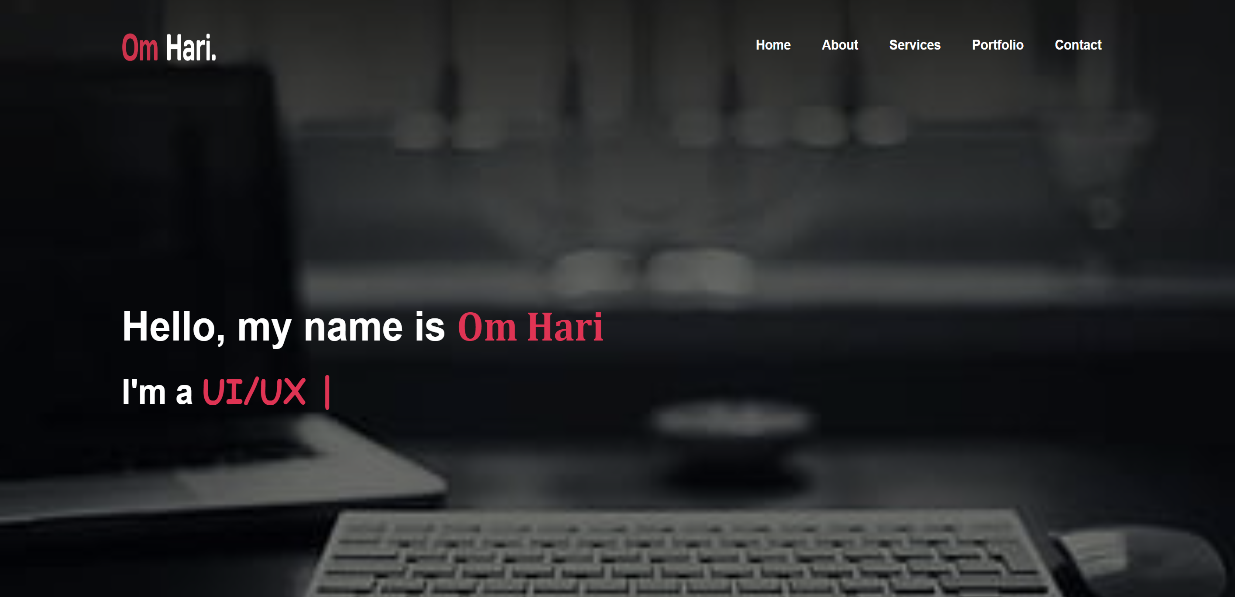 Om Hari.
Home About Services Portfolio Contact
Hello, my name is Om Hari
I'm a UI/UX |